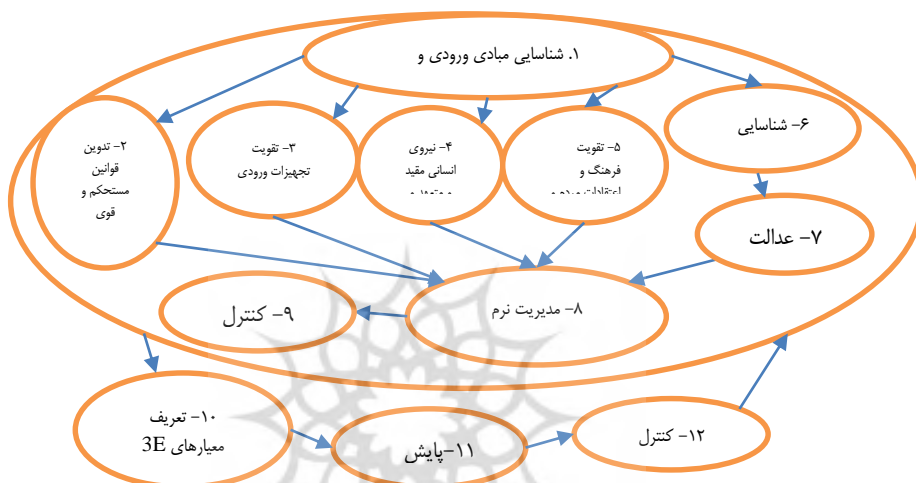 ۱. شناسایی مبادی ورودی و
۲- تدوین
قوانین
مستحکم و
قوی
۳- تقویت
تجهیزات ورودی
۴- نیروی
انسانی مقید
۵- تقویت
فرهنگ و
۶- شناسایی
۷- عدالت
۸- مدیریت نرم
۹- کنترل
۱۰- تعریف
معیارهای 3E
۱۱-پایش
۱۲- کنترل